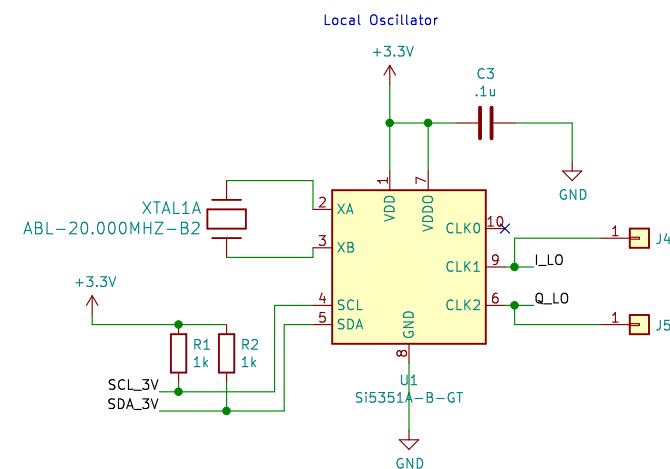 Local Oscillator
+3.3V
C3
.1u
GND
1
7
VDD
VDDO
XTAL1A
ABL-20.000MHZ-B2
2
XA
3
XB
CLK0
10
CLK1
9
I_LO
1
J4
CLK2
6
Q_LO
1
J5
+3.3V
4
SCL
5
SDA
GND
8
R1
1k
R2
1k
SCL_3V
SDA_3V
U1
Si5351A-B-GT
GND